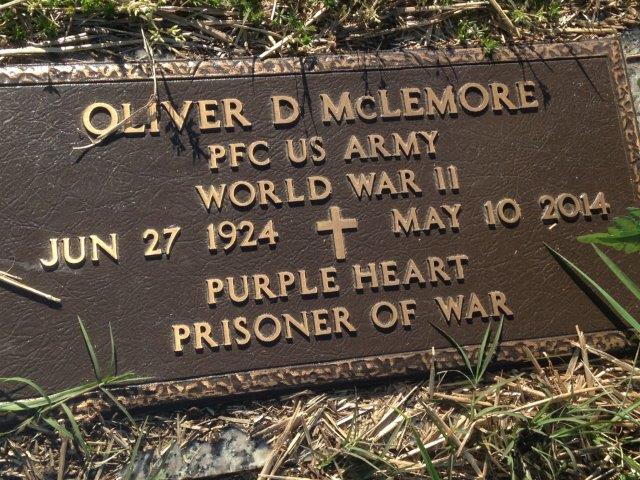 OLIVER D McLEMORE
PFC US ARMY
WORLD WAR II
JUN 27 1924 MAY 10 2014
PURPLE HEART
PRISONER OF WAR